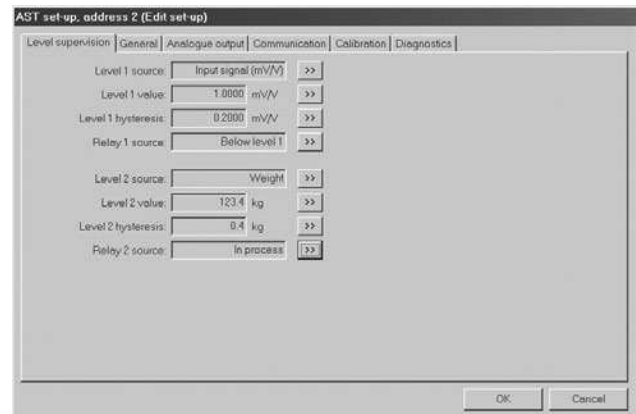 AST set-up, address 2 (Edit set-up)
Level supervision General Analogue output Communication Calibration Diagnostics
Level 1 source: Input signal (mV/V) >>
Level 1 value: 1.0000 mV/V >>
Level 1 hysteresis: 0.2000 mV/V >>
Relay 1 source: Below level 1 >>
Level 2 source: Weight >>
Level 2 value: 123.4 kg >>
Level 2 hysteresis: 0.4 kg >>
Relay 2 source: In process >>
OK Cancel